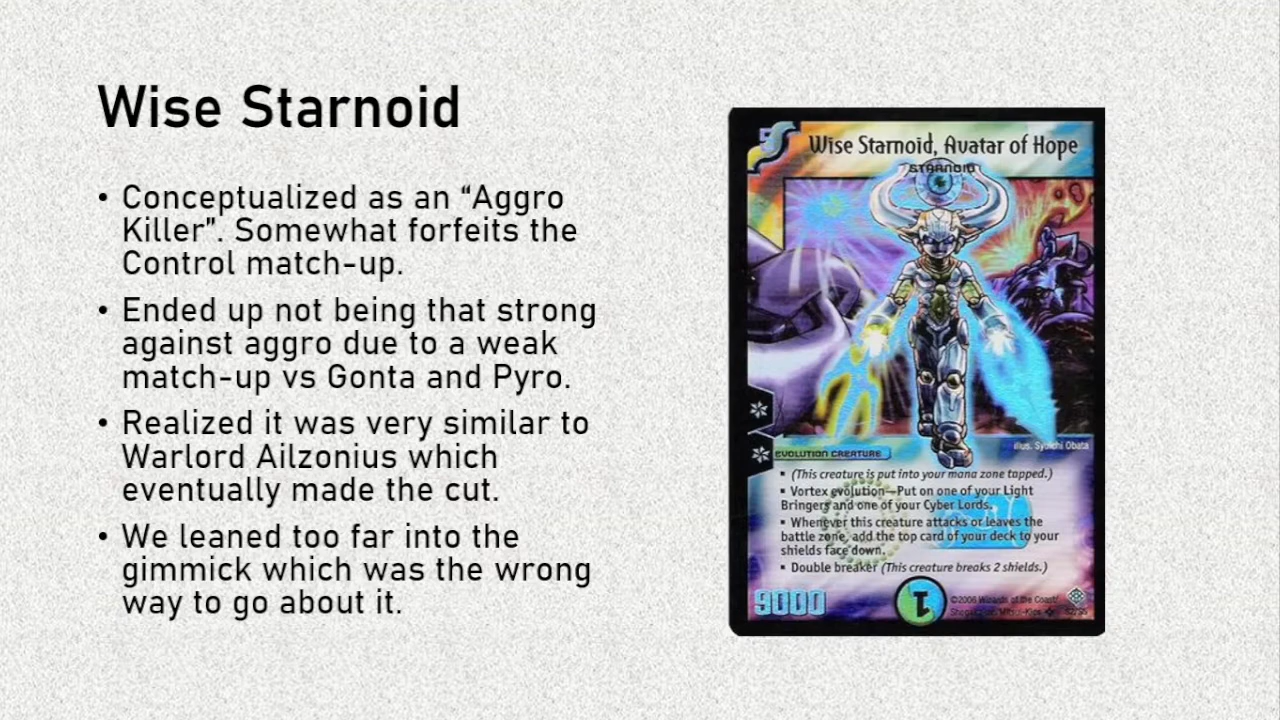 Wise Starnoid
• Conceptualized as an “Aggro
Killer”. Somewhat forfeits the
Control match-up.
• Ended up not being that strong
against aggro due to a weak
match-up vs Gonta and Pyro.
• Realized it was very similar to
Warlord Ailzonius which
eventually made the cut.
• We leaned too far into the
gimmick which was the wrong
way to go about it.
5
Wise Starnoid, Avatar of Hope
STARNOID
illus. Syuichi Obata
EVOLUTION CREATURE
▪ (This creature is put into your mana zone tapped.)
▪ Vortex evolution—Put on one of your Light
Bringers and one of your Cyber Lords.
▪ Whenever this creature attacks or leaves the
battle zone, add the top card of your deck to your
shields face down.
▪ Double breaker (This creature breaks 2 shields.)
9000
1
©2006 Wizards of the Coast/